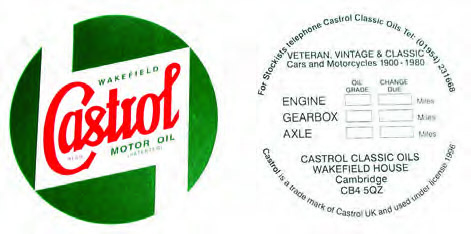 WAKEFIELD
Castrol
REGD.
MOTOR OIL
(PATENTED)
For Stockists telephone Castrol Classic Oils Tel: (01954) 231668
VETERAN, VINTAGE & CLASSIC
Cars and Motorcycles 1900 - 1980
OIL GRADE CHANGE DUE
ENGINE Miles
GEARBOX Miles
AXLE Miles
CASTROL CLASSIC OILS
WAKEFIELD HOUSE
Cambridge
CB4 5QZ
Castrol is a trade mark of Castrol UK and used under license 1996